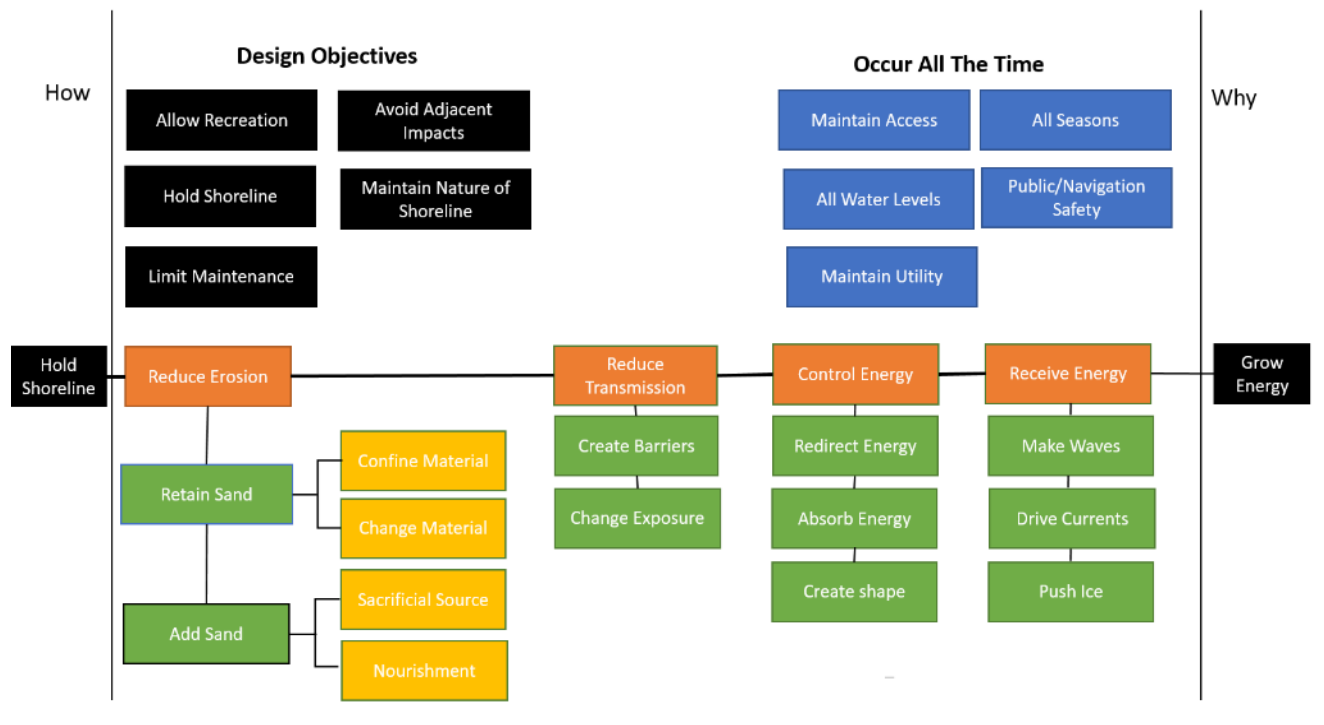 Design Objectives
Occur All The Time
How
Why
Allow Recreation
Avoid Adjacent
Impacts
Maintain Access
All Seasons
Hold Shoreline
Maintain Nature of
Shoreline
All Water Levels
Public/Navigation
Safety
Limit Maintenance
Maintain Utility
Hold
Shoreline
Reduce Erosion
Reduce
Transmission
Control Energy
Receive Energy
Grow
Energy
Create Barriers
Redirect Energy
Make Waves
Confine Material
Retain Sand
Change Material
Change Exposure
Absorb Energy
Drive Currents
Sacrificial Source
Create shape
Push Ice
Add Sand
Nourishment